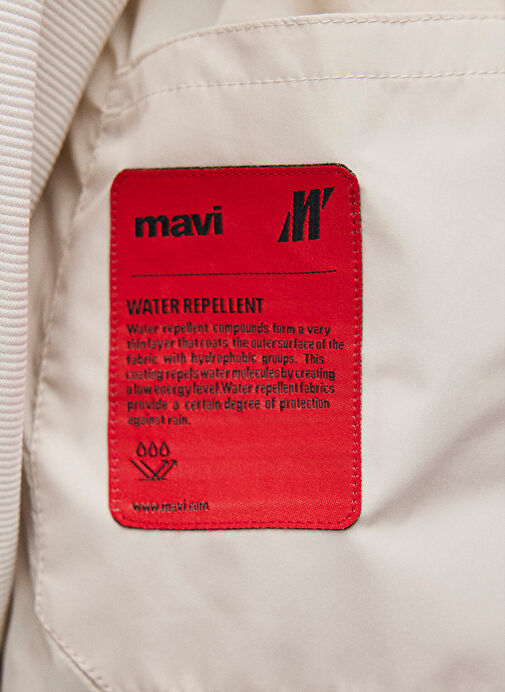 mavi
WATER REPELLENT
Water repellent compounds form a very
thin layer that coats the outer surface of the
fabric with hydrophobic groups. This
coating repels water molecules by creating
a low energy level.Water repellent fabrics
provide a certain degree of protection
against rain.
www.mavi.com